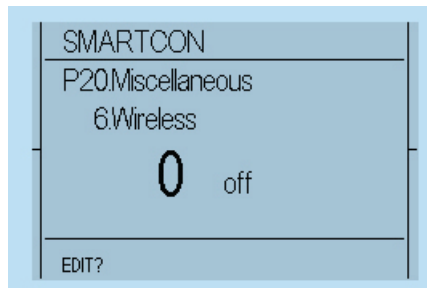 SMARTCON
P20.Miscellaneous
6.Wireless
0 off
EDIT?